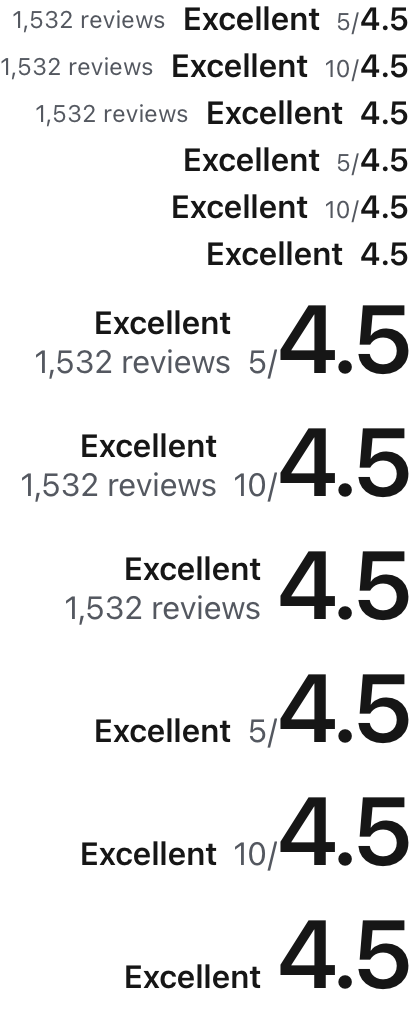 1,532 reviews Excellent 5/4.5
1,532 reviews Excellent 10/4.5
1,532 reviews Excellent 4.5
Excellent 5/4.5
Excellent 10/4.5
Excellent 4.5
Excellent
1,532 reviews 5/4.5
Excellent
1,532 reviews 10/4.5
Excellent
1,532 reviews 4.5
Excellent 5/4.5
Excellent 10/4.5
Excellent 4.5